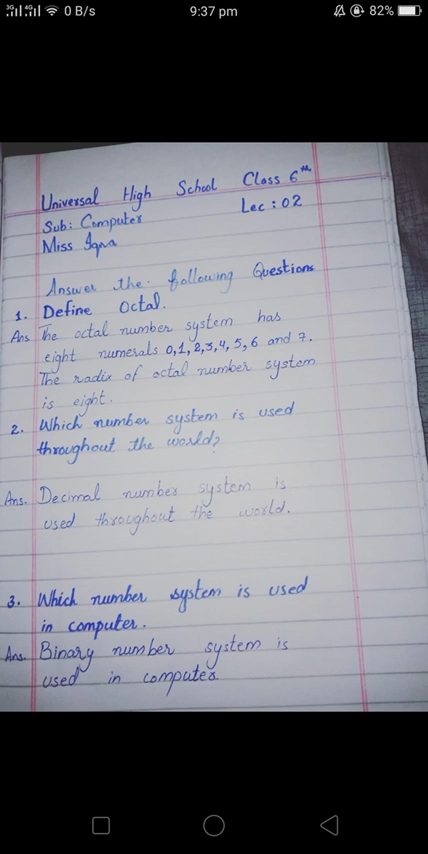 3G 4G 0 B/s 9:37 pm 82%
Universal High School Class 6th
Sub: Computer Lec: 02
Miss Iqra
Answer the following Questions
1. Define Octal.
Ans The octal number system has
eight numerals 0,1,2,3,4,5,6 and 7.
The radix of octal number system
is eight.
2. Which number system is used
throughout the world?
Ans. Decimal number system is
used throughout the world.
3. Which number system is used
in computer.
Ans. Binary number system is
used in computer